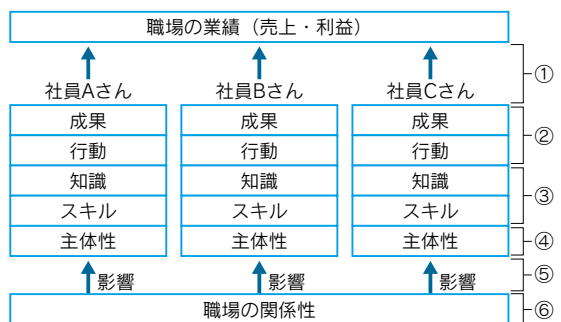 職場の業績（売上・利益）
①
社員Aさん 社員Bさん 社員Cさん
成果 成果 成果
②
行動 行動 行動
知識 知識 知識
③
スキル スキル スキル
主体性 主体性 主体性
④
影響 影響 影響
⑤
職場の関係性
⑥